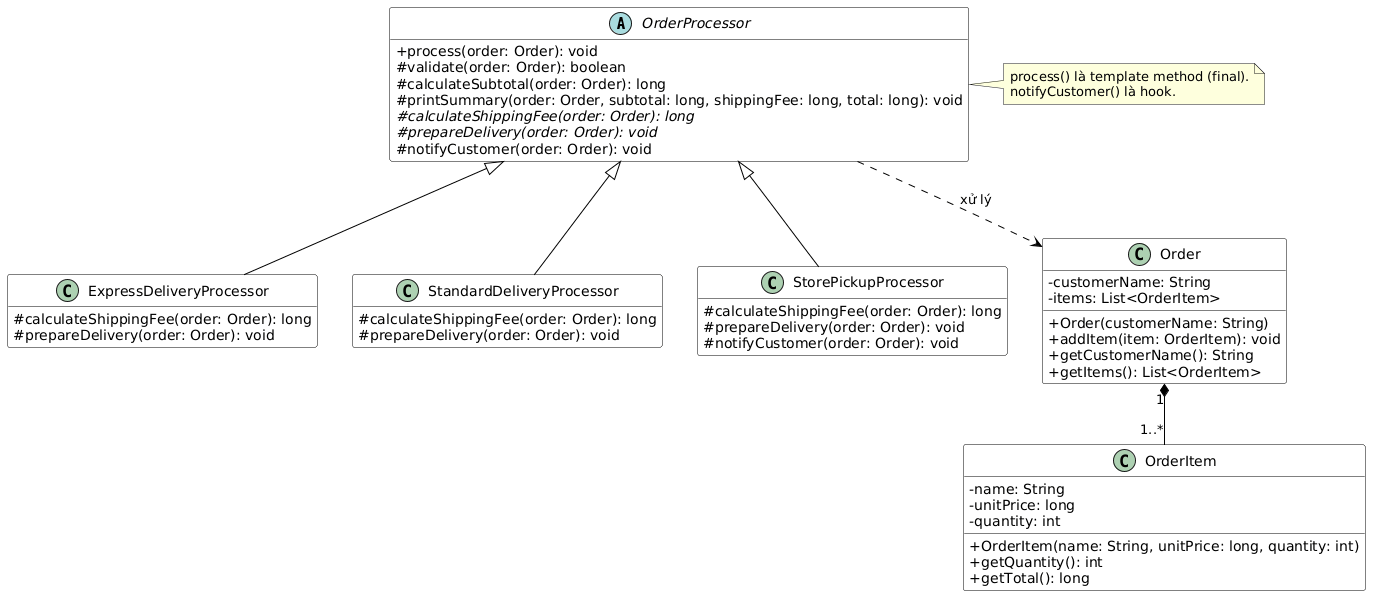 A OrderProcessor
+process(order: Order): void
#validate(order: Order): boolean
#calculateSubtotal(order: Order): long
#printSummary(order: Order, subtotal: long, shippingFee: long, total: long): void
#calculateShippingFee(order: Order): long
#prepareDelivery(order: Order): void
#notifyCustomer(order: Order): void
process() là template method (final).
notifyCustomer() là hook.
xử lý
C ExpressDeliveryProcessor
#calculateShippingFee(order: Order): long
#prepareDelivery(order: Order): void
C StandardDeliveryProcessor
#calculateShippingFee(order: Order): long
#prepareDelivery(order: Order): void
C StorePickupProcessor
#calculateShippingFee(order: Order): long
#prepareDelivery(order: Order): void
#notifyCustomer(order: Order): void
C Order
-customerName: String
-items: List<OrderItem>
+Order(customerName: String)
+addItem(item: OrderItem): void
+getCustomerName(): String
+getItems(): List<OrderItem>
1
1..*
C OrderItem
-name: String
-unitPrice: long
-quantity: int
+OrderItem(name: String, unitPrice: long, quantity: int)
+getQuantity(): int
+getTotal(): long